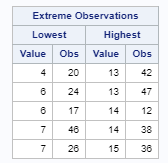 Extreme Observations
Lowest Highest
Value Obs Value Obs
4 20 13 42
6 24 13 47
6 17 14 12
7 46 14 38
7 26 15 36